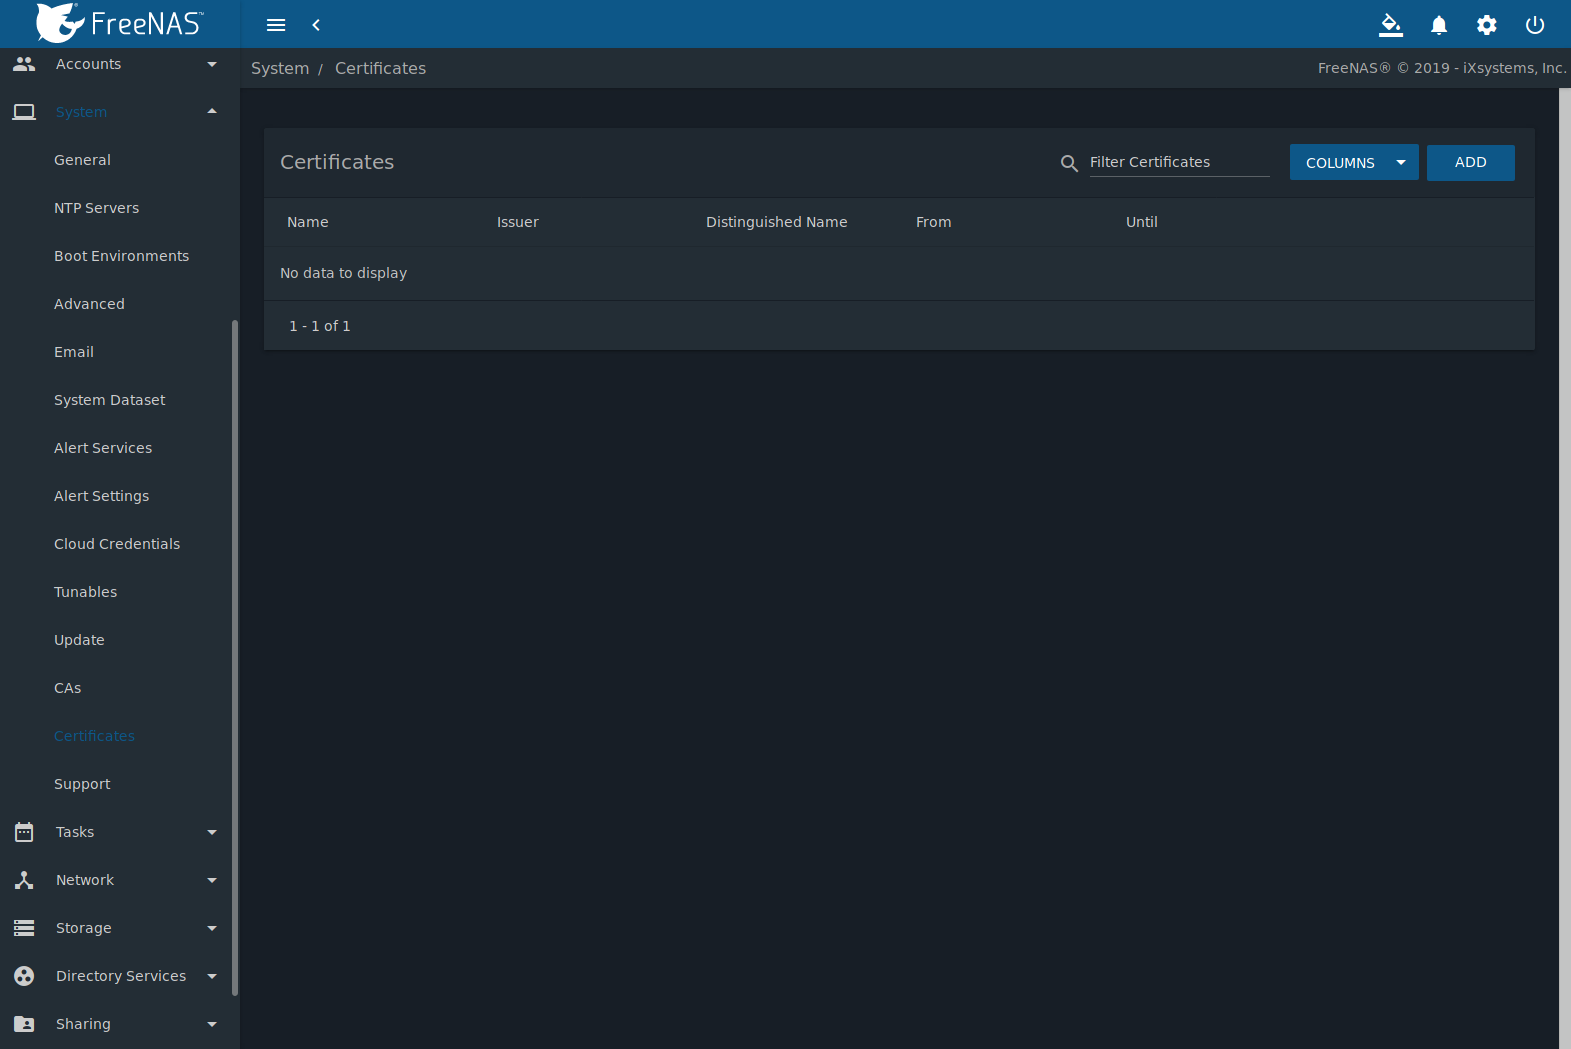 FreeNAS™
System / Certificates
FreeNAS® © 2019 - iXsystems, Inc.
Accounts
System
General
NTP Servers
Boot Environments
Advanced
Email
System Dataset
Alert Services
Alert Settings
Cloud Credentials
Tunables
Update
CAs
Certificates
Support
Tasks
Network
Storage
Directory Services
Sharing
Certificates
Filter Certificates
COLUMNS
ADD
Name Issuer Distinguished Name From Until
No data to display
1 - 1 of 1